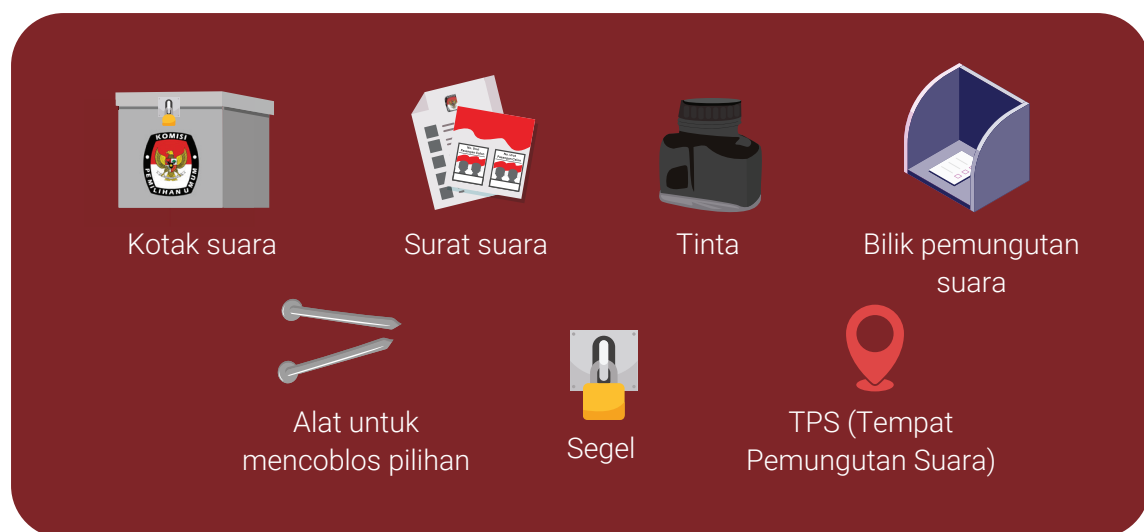 KOMISI
PEMILIHAN UMUM
Kotak suara
Surat suara
Tinta
Bilik pemungutan
suara
Alat untuk
mencoblos pilihan
Segel
TPS (Tempat
Pemungutan Suara)